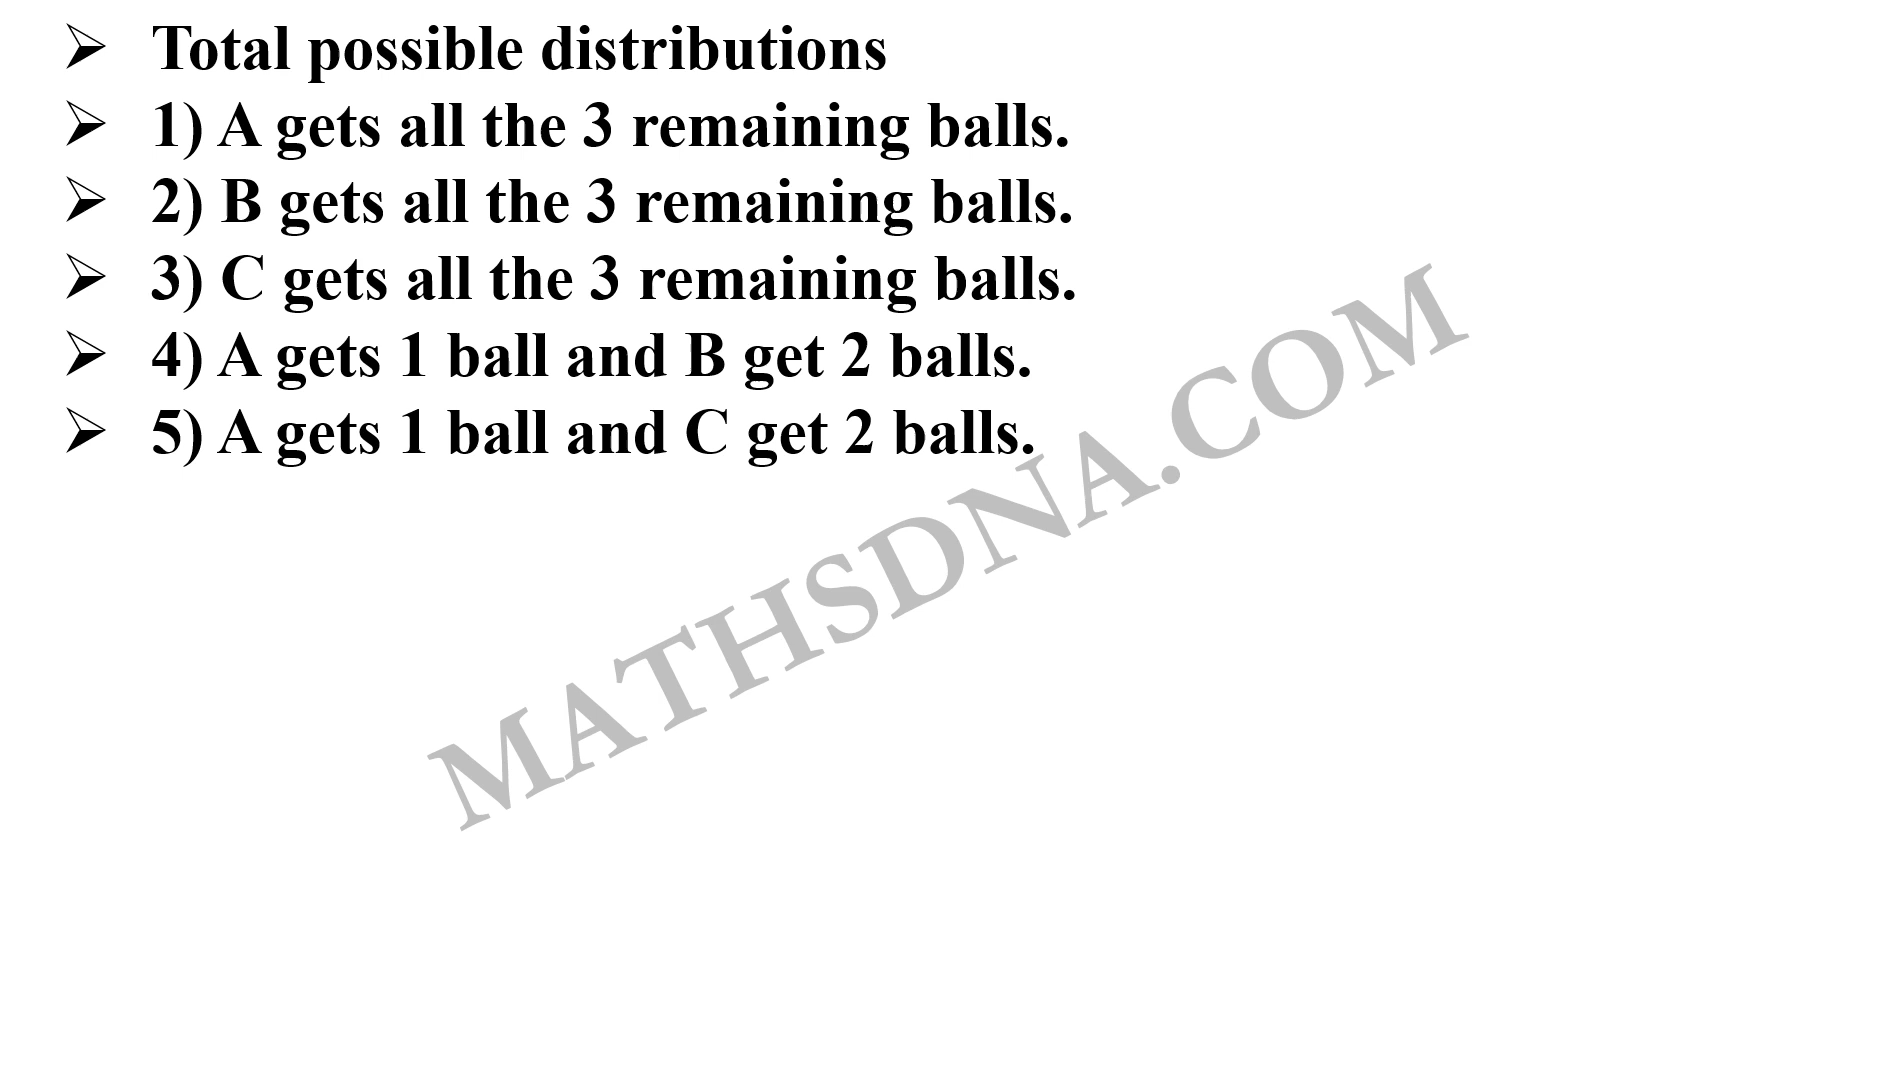 ➢ Total possible distributions
➢ 1) A gets all the 3 remaining balls.
➢ 2) B gets all the 3 remaining balls.
➢ 3) C gets all the 3 remaining balls.
➢ 4) A gets 1 ball and B get 2 balls.
➢ 5) A gets 1 ball and C get 2 balls.
MATHSDNA.COM